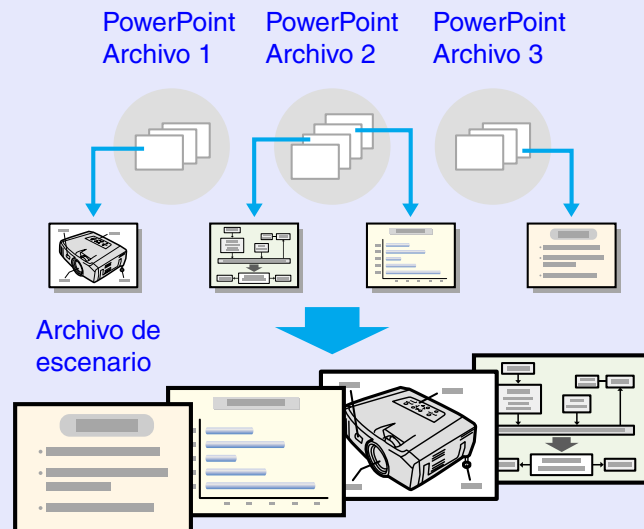 PowerPoint
Archivo 1
PowerPoint
Archivo 2
PowerPoint
Archivo 3
Archivo de
escenario